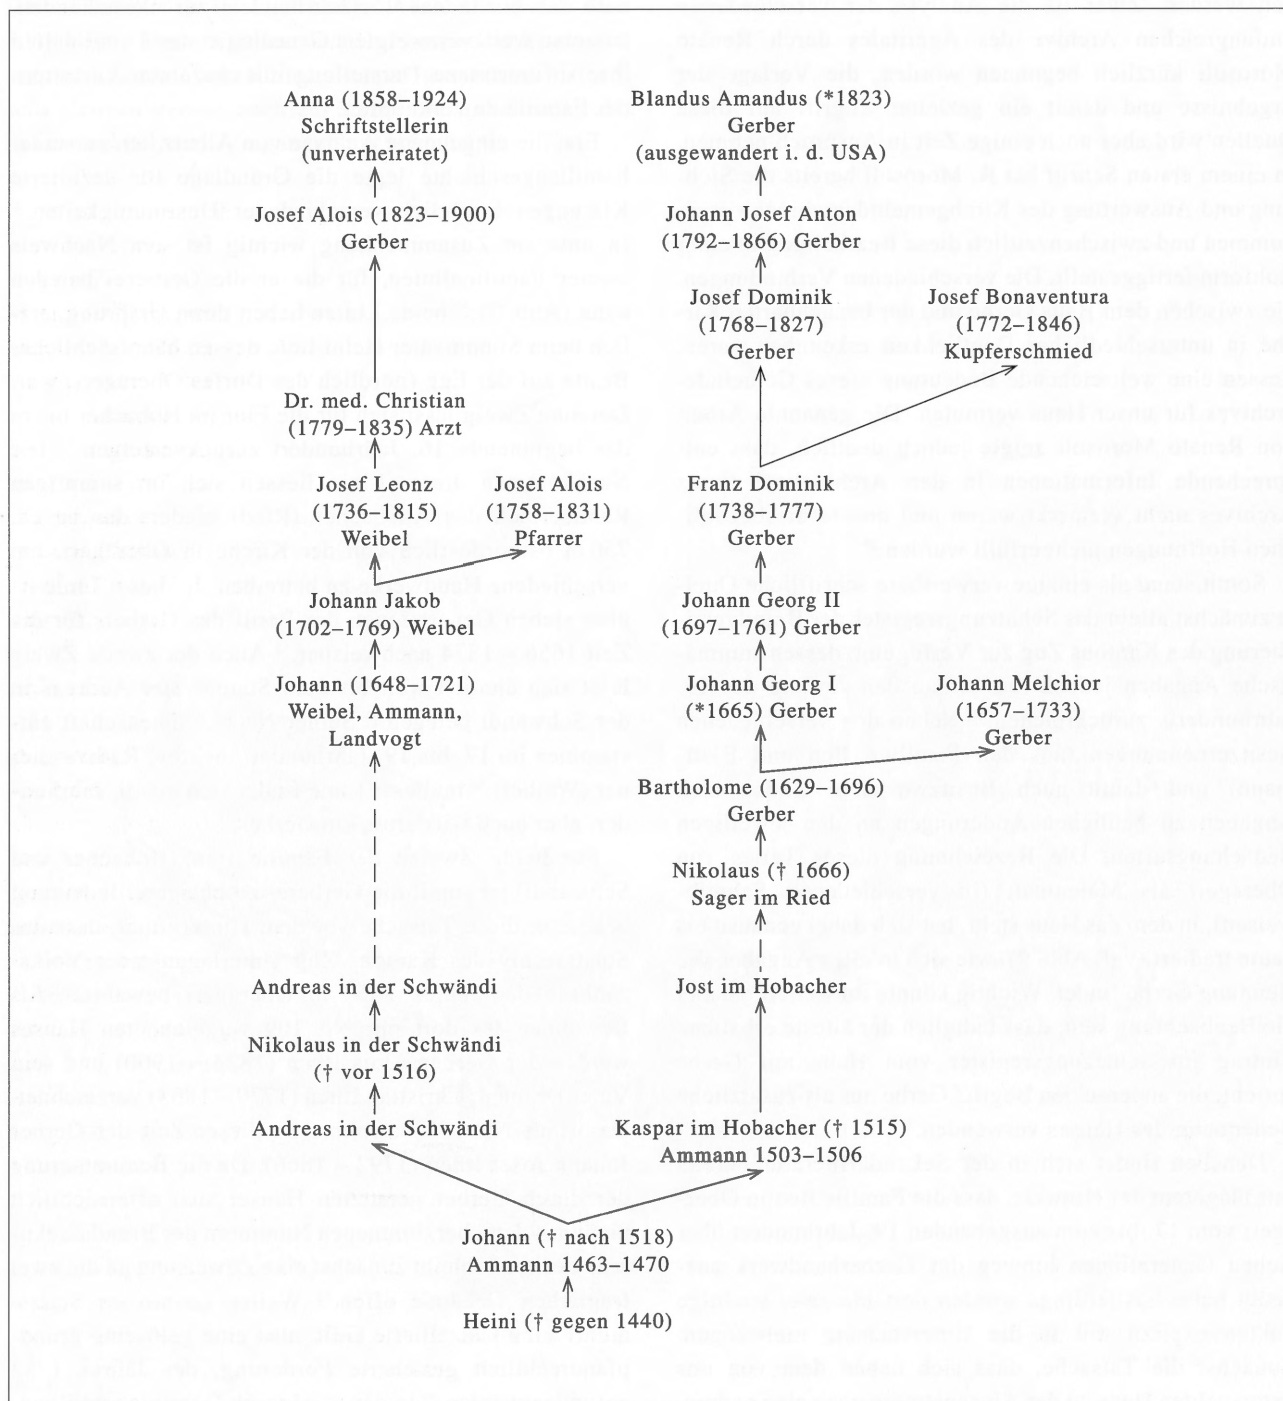 Anna (1858–1924)
Schriftstellerin
(unverheiratet)
Blandus Amandus (*1823)
Gerber
(ausgewandert i. d. USA)
Josef Alois (1823–1900)
Gerber
Johann Josef Anton
(1792–1866) Gerber
Josef Dominik
(1768–1827)
Gerber
Josef Bonaventura
(1772–1846)
Kupferschmied
Dr. med. Christian
(1779–1835) Arzt
Josef Leonz
(1736–1815)
Weibel
Josef Alois
(1758–1831)
Pfarrer
Franz Dominik
(1738–1777)
Gerber
Johann Jakob
(1702–1769) Weibel
Johann Georg II
(1697–1761) Gerber
Johann (1648–1721)
Weibel, Ammann,
Landvogt
Johann Georg I
(*1665) Gerber
Johann Melchior
(1657–1733)
Gerber
Bartholome (1629–1696)
Gerber
Nikolaus († 1666)
Sager im Ried
Andreas in der Schwändi
Jost im Hobacher
Nikolaus in der Schwändi
(† vor 1516)
Andreas in der Schwändi
Kaspar im Hobacher († 1515)
Ammann 1503–1506
Johann († nach 1518)
Ammann 1463–1470
Heini († gegen 1440)